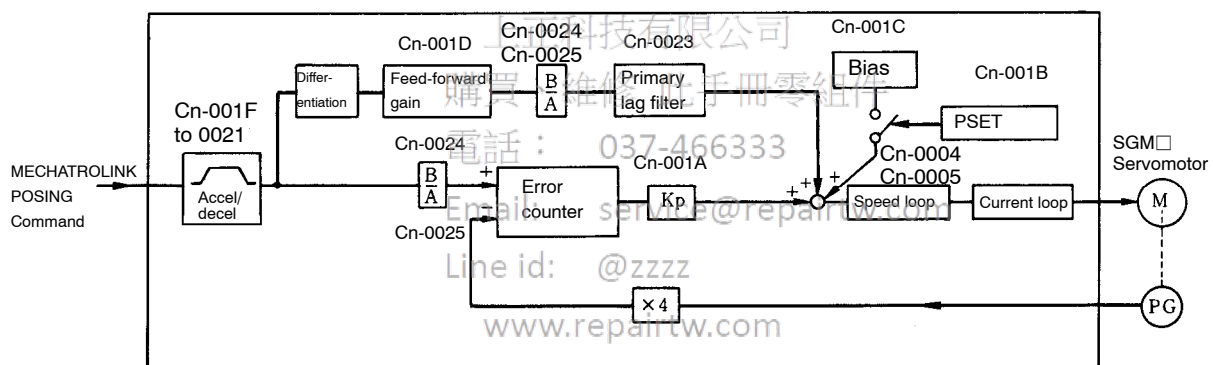 上正科技有限公司
Cn-001D
Cn-0024
Cn-0025
Cn-0023
Cn-001C
Cn-001B
Differ-
entiation
Feed-forward
gain
B
A
Primary
lag filter
Bias
PSET
購買、維修 此手冊零組件
Cn-001F
to 0021
Accel/
decel
MECHATROLINK
POSING
Command
電話： 037-466333
Cn-0024
B
A
+
−
Cn-0025
Error
counter
Cn-001A
Kp
+
+
+
Cn-0004
Cn-0005
Speed loop
Current loop
SGM□
Servomotor
M
Email: service@repairtw.com
Line id: @zzzz
×4
PG
www.repairtw.com